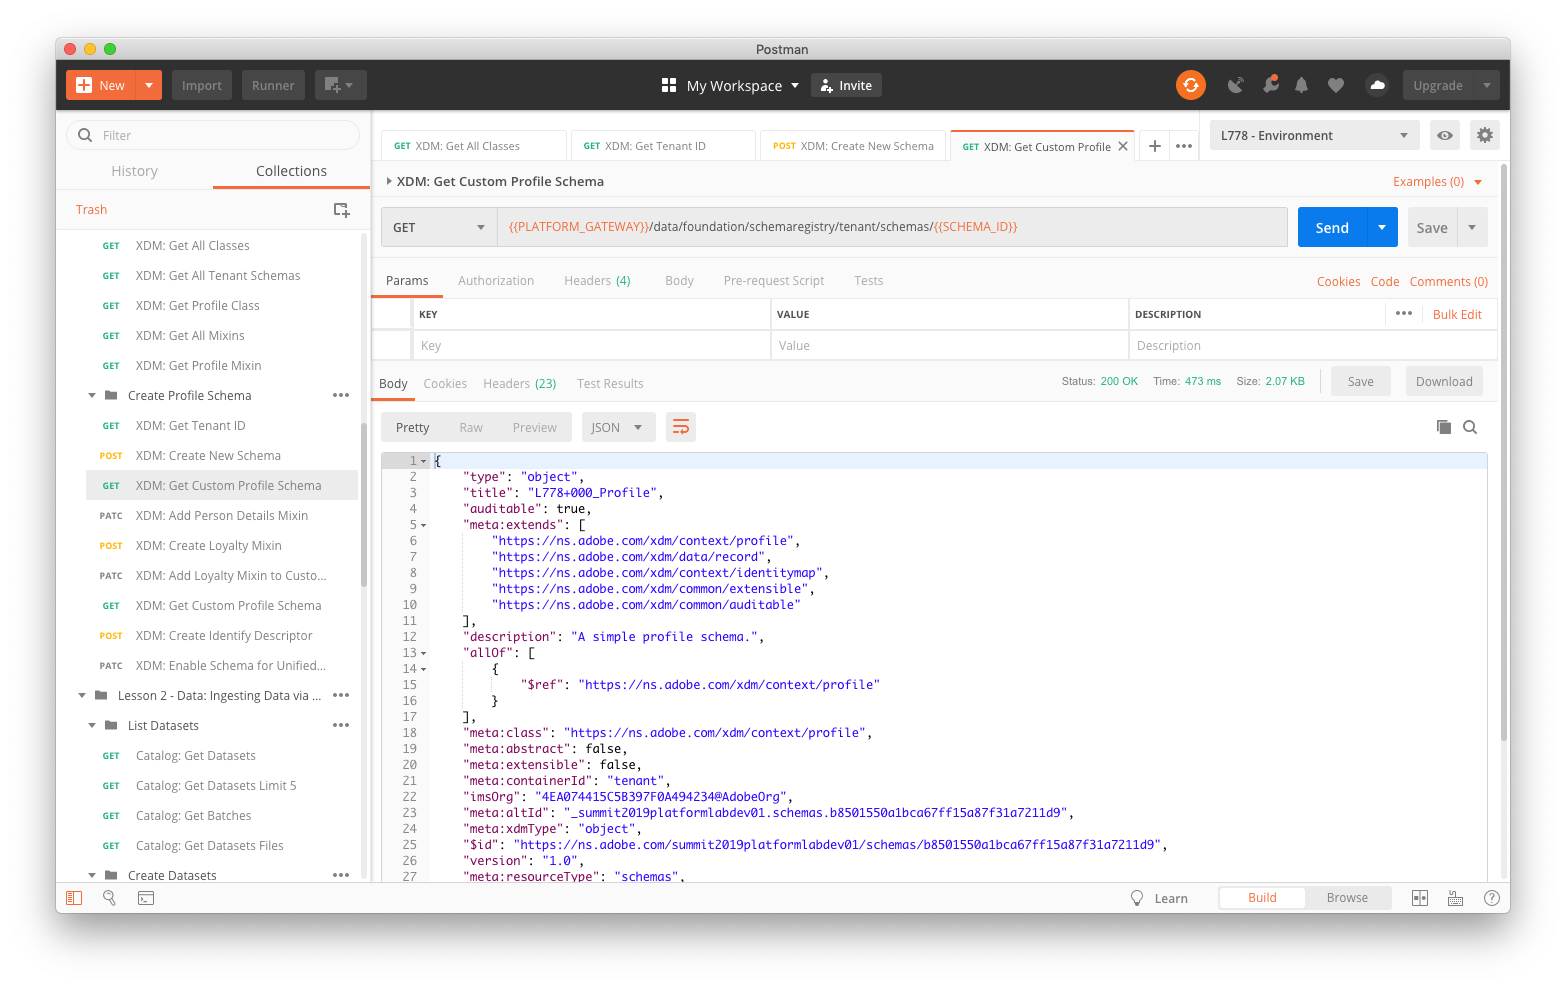 Postman
New
Import
Runner
My Workspace
Invite
Upgrade
Filter
History
Collections
Trash
GET XDM: Get All Classes
GET XDM: Get All Tenant Schemas
GET XDM: Get Profile Class
GET XDM: Get All Mixins
GET XDM: Get Profile Mixin
Create Profile Schema
GET XDM: Get Tenant ID
POST XDM: Create New Schema
GET XDM: Get Custom Profile Schema
PATC XDM: Add Person Details Mixin
POST XDM: Create Loyalty Mixin
PATC XDM: Add Loyalty Mixin to Custo...
GET XDM: Get Custom Profile Schema
POST XDM: Create Identify Descriptor
PATC XDM: Enable Schema for Unified...
Lesson 2 - Data: Ingesting Data via ...
List Datasets
GET Catalog: Get Datasets
GET Catalog: Get Datasets Limit 5
GET Catalog: Get Batches
GET Catalog: Get Datasets Files
Create Datasets
GET XDM: Get All Classes
GET XDM: Get Tenant ID
POST XDM: Create New Schema
GET XDM: Get Custom Profile
L778 - Environment
XDM: Get Custom Profile Schema
Examples (0)
GET
{{PLATFORM_GATEWAY}}/data/foundation/schemaregistry/tenant/schemas/{{SCHEMA_ID}}
Send
Save
Params
Authorization
Headers (4)
Body
Pre-request Script
Tests
Cookies
Code
Comments (0)
KEY
VALUE
DESCRIPTION
Bulk Edit
Key
Value
Description
Body
Cookies
Headers (23)
Test Results
Status: 200 OK
Time: 473 ms
Size: 2.07 KB
Save
Download
Pretty
Raw
Preview
JSON
1 {
2 "type": "object",
3 "title": "L778+000_Profile",
4 "auditable": true,
5 "meta:extends": [
6 "https://ns.adobe.com/xdm/context/profile",
7 "https://ns.adobe.com/xdm/data/record",
8 "https://ns.adobe.com/xdm/context/identitymap",
9 "https://ns.adobe.com/xdm/common/extensible",
10 "https://ns.adobe.com/xdm/common/auditable"
11 ],
12 "description": "A simple profile schema.",
13 "allOf": [
14 {
15 "$ref": "https://ns.adobe.com/xdm/context/profile"
16 }
17 ],
18 "meta:class": "https://ns.adobe.com/xdm/context/profile",
19 "meta:abstract": false,
20 "meta:extensible": false,
21 "meta:containerId": "tenant",
22 "imsOrg": "4EA074415C5B397F0A494234@AdobeOrg",
23 "meta:altId": "_summit2019platformlabdev01.schemas.b8501550a1bca67ff15a87f31a7211d9",
24 "meta:xdmType": "object",
25 "$id": "https://ns.adobe.com/summit2019platformlabdev01/schemas/b8501550a1bca67ff15a87f31a7211d9",
26 "version": "1.0",
27 "meta:resourceType": "schemas",
Learn
Build
Browse